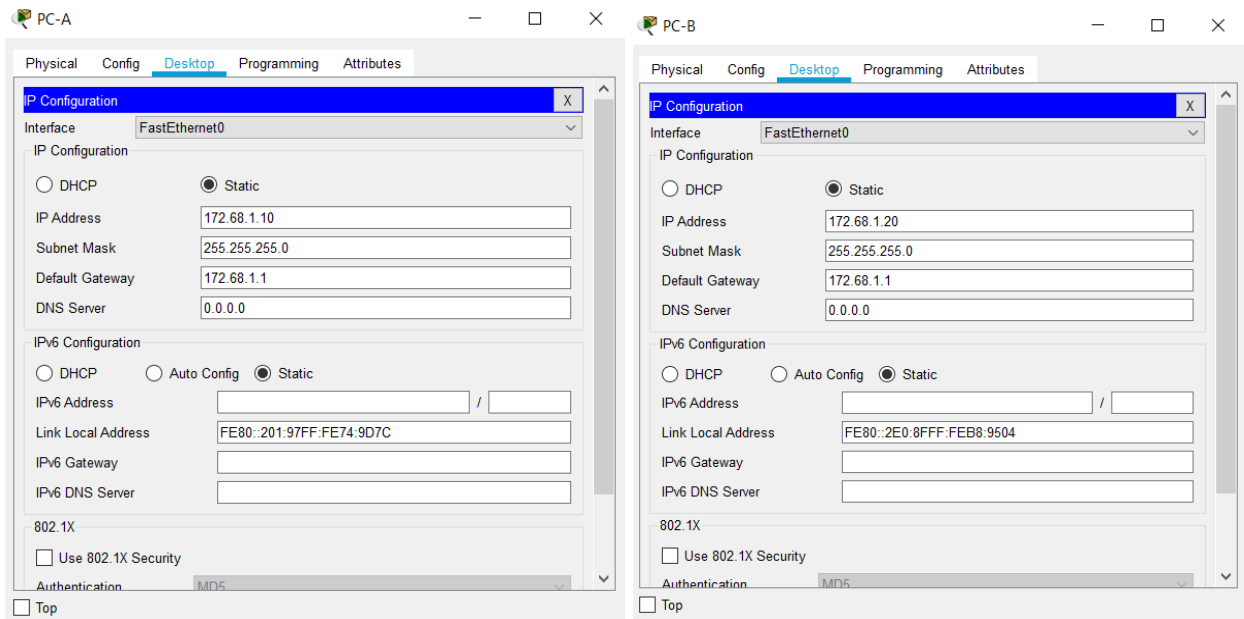 PC-A
Physical Config Desktop Programming Attributes
IP Configuration X
Interface FastEthernet0
IP Configuration
DHCP Static
IP Address 172.68.1.10
Subnet Mask 255.255.255.0
Default Gateway 172.68.1.1
DNS Server 0.0.0.0
IPv6 Configuration
DHCP Auto Config Static
IPv6 Address /
Link Local Address FE80::201:97FF:FE74:9D7C
IPv6 Gateway
IPv6 DNS Server
802.1X
Use 802.1X Security
Authentication MD5
Top
PC-B
Physical Config Desktop Programming Attributes
IP Configuration X
Interface FastEthernet0
IP Configuration
DHCP Static
IP Address 172.68.1.20
Subnet Mask 255.255.255.0
Default Gateway 172.68.1.1
DNS Server 0.0.0.0
IPv6 Configuration
DHCP Auto Config Static
IPv6 Address /
Link Local Address FE80::2E0:8FFF:FEB8:9504
IPv6 Gateway
IPv6 DNS Server
802.1X
Use 802.1X Security
Authentication MD5
Top